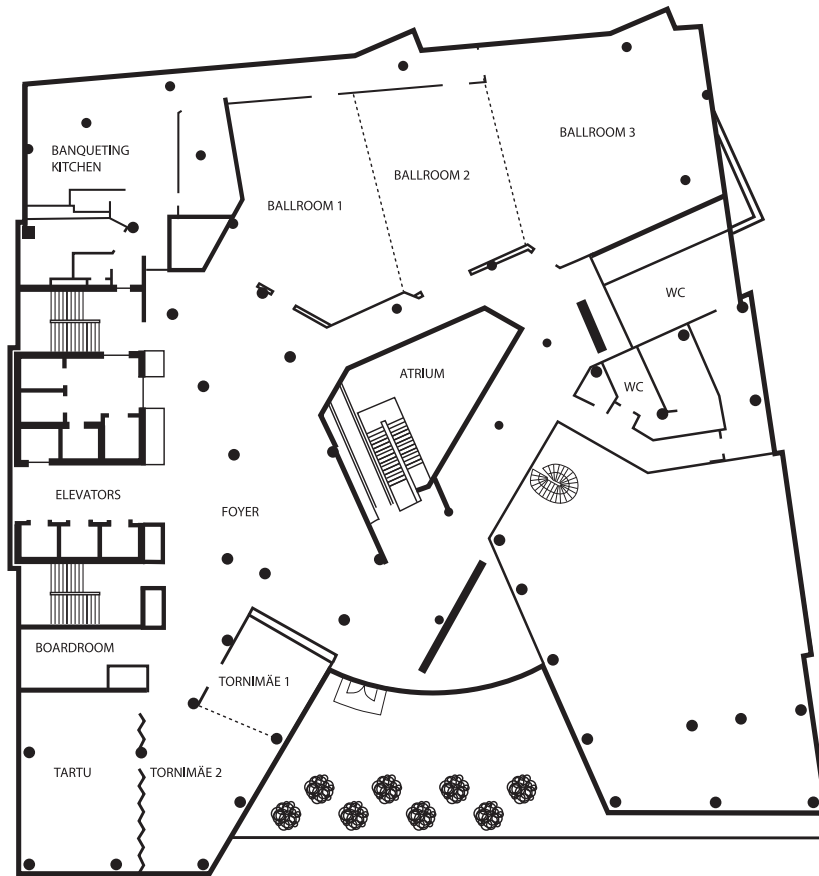 BALLROOM 3
BANQUETING
KITCHEN
BALLROOM 2
BALLROOM 1
WC
ATRIUM
WC
ELEVATORS
FOYER
BOARDROOM
TORNIMÄE 1
TARTU
TORNIMÄE 2